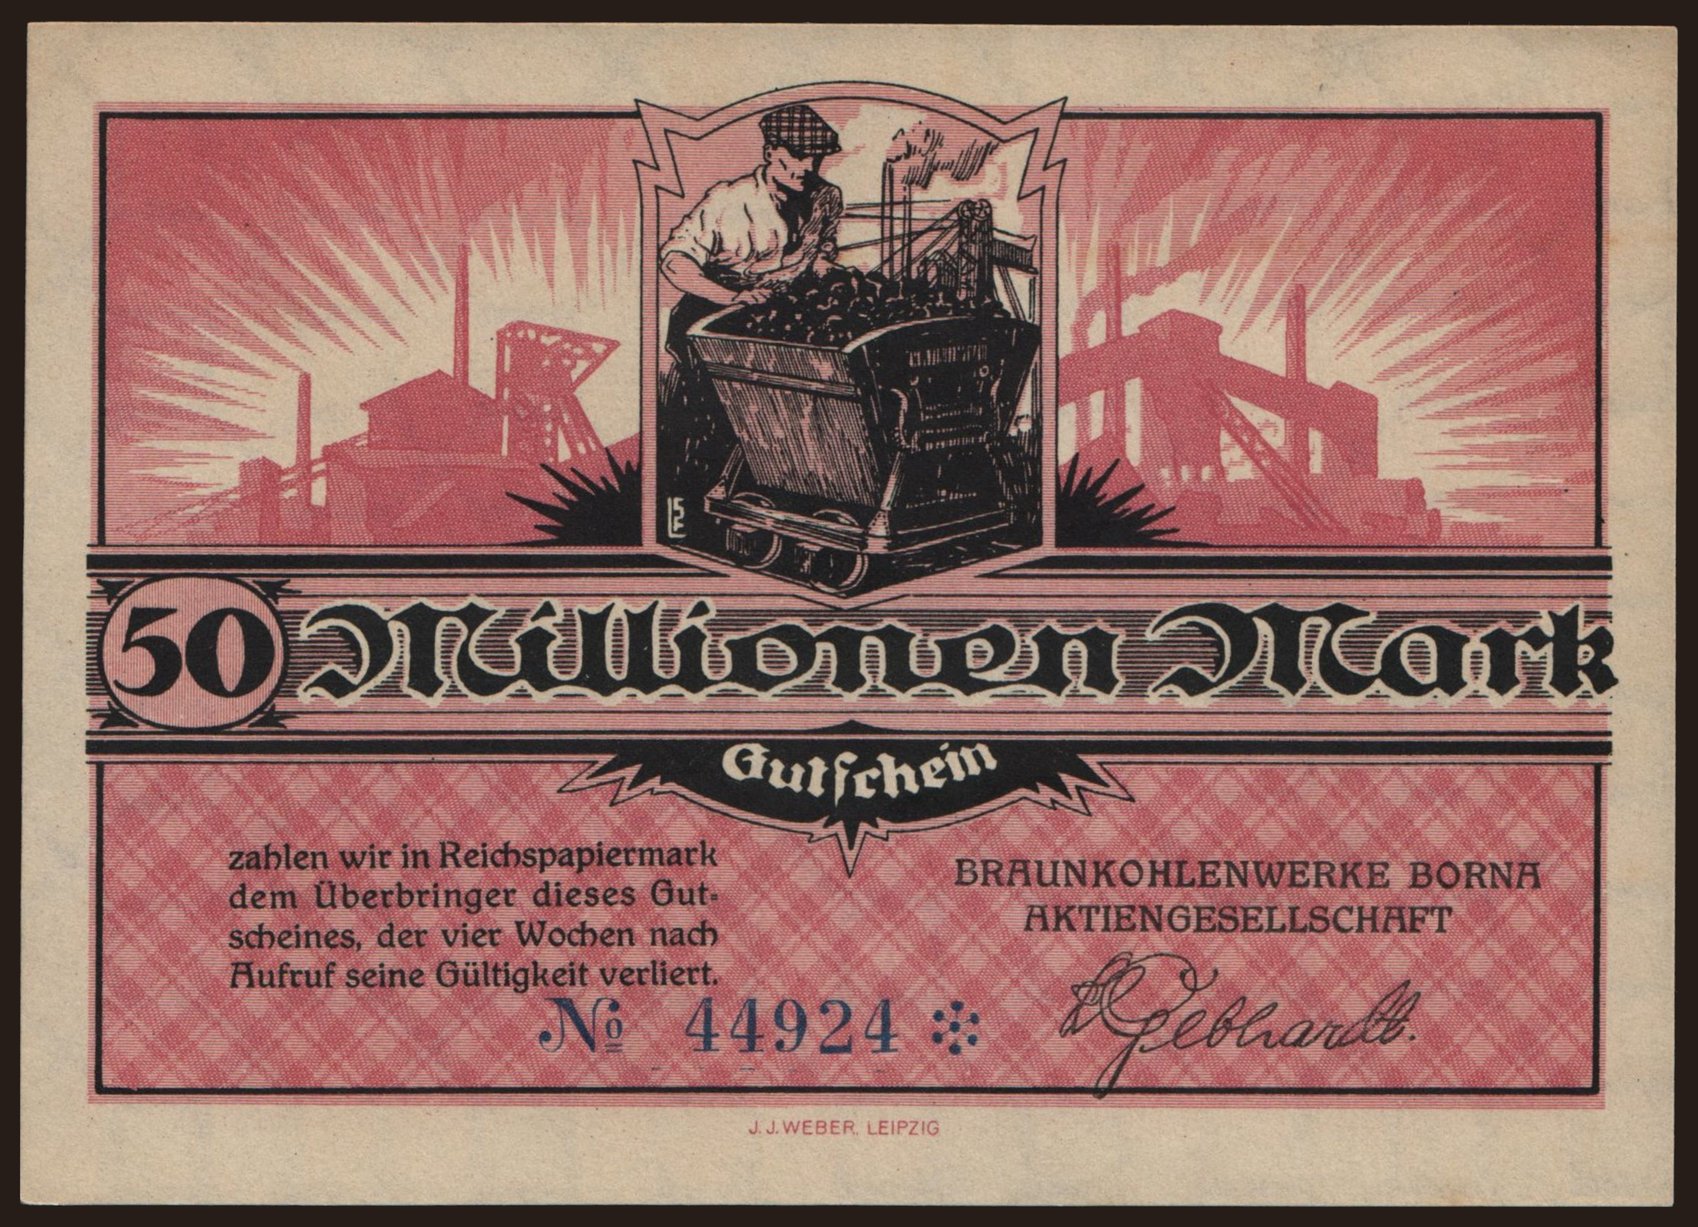 50 Millionen Mark
Gutschein
zahlen wir in Reichspapiermark
dem Überbringer dieses Gut-
scheines, der vier Wochen nach
Aufruf seine Gültigkeit verliert.
BRAUNKOHLENWERKE BORNA
AKTIENGESELLSCHAFT
Gebhardt.
№ 44924
J. J. WEBER, LEIPZIG